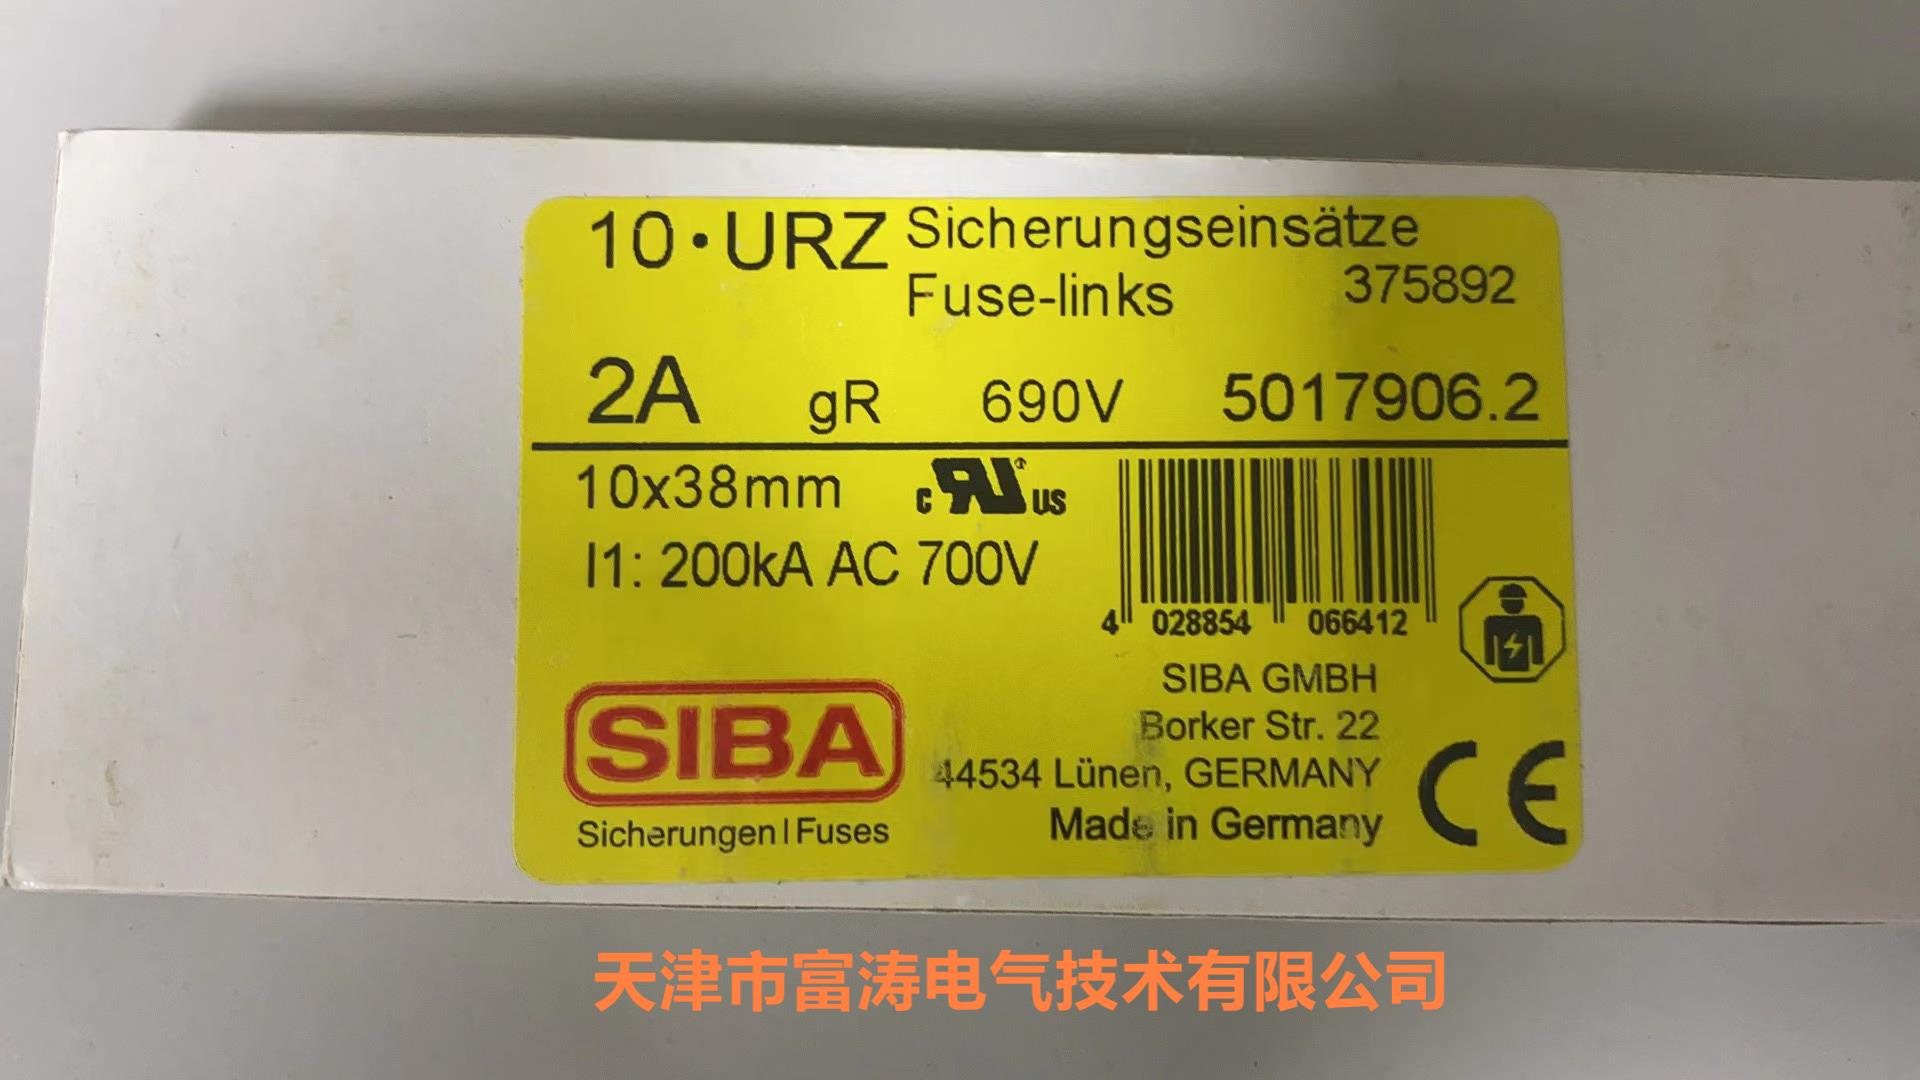 10·URZ Sicherungseinsätze
Fuse-links 375892
2A gR 690V 5017906.2
10x38mm c RU® US
I1: 200kA AC 700V
4 028854 066412
SIBA GMBH
Borker Str. 22
44534 Lünen, GERMANY
Made in Germany
CE
SIBA
Sicherungen | Fuses
天津市富涛电气技术有限公司